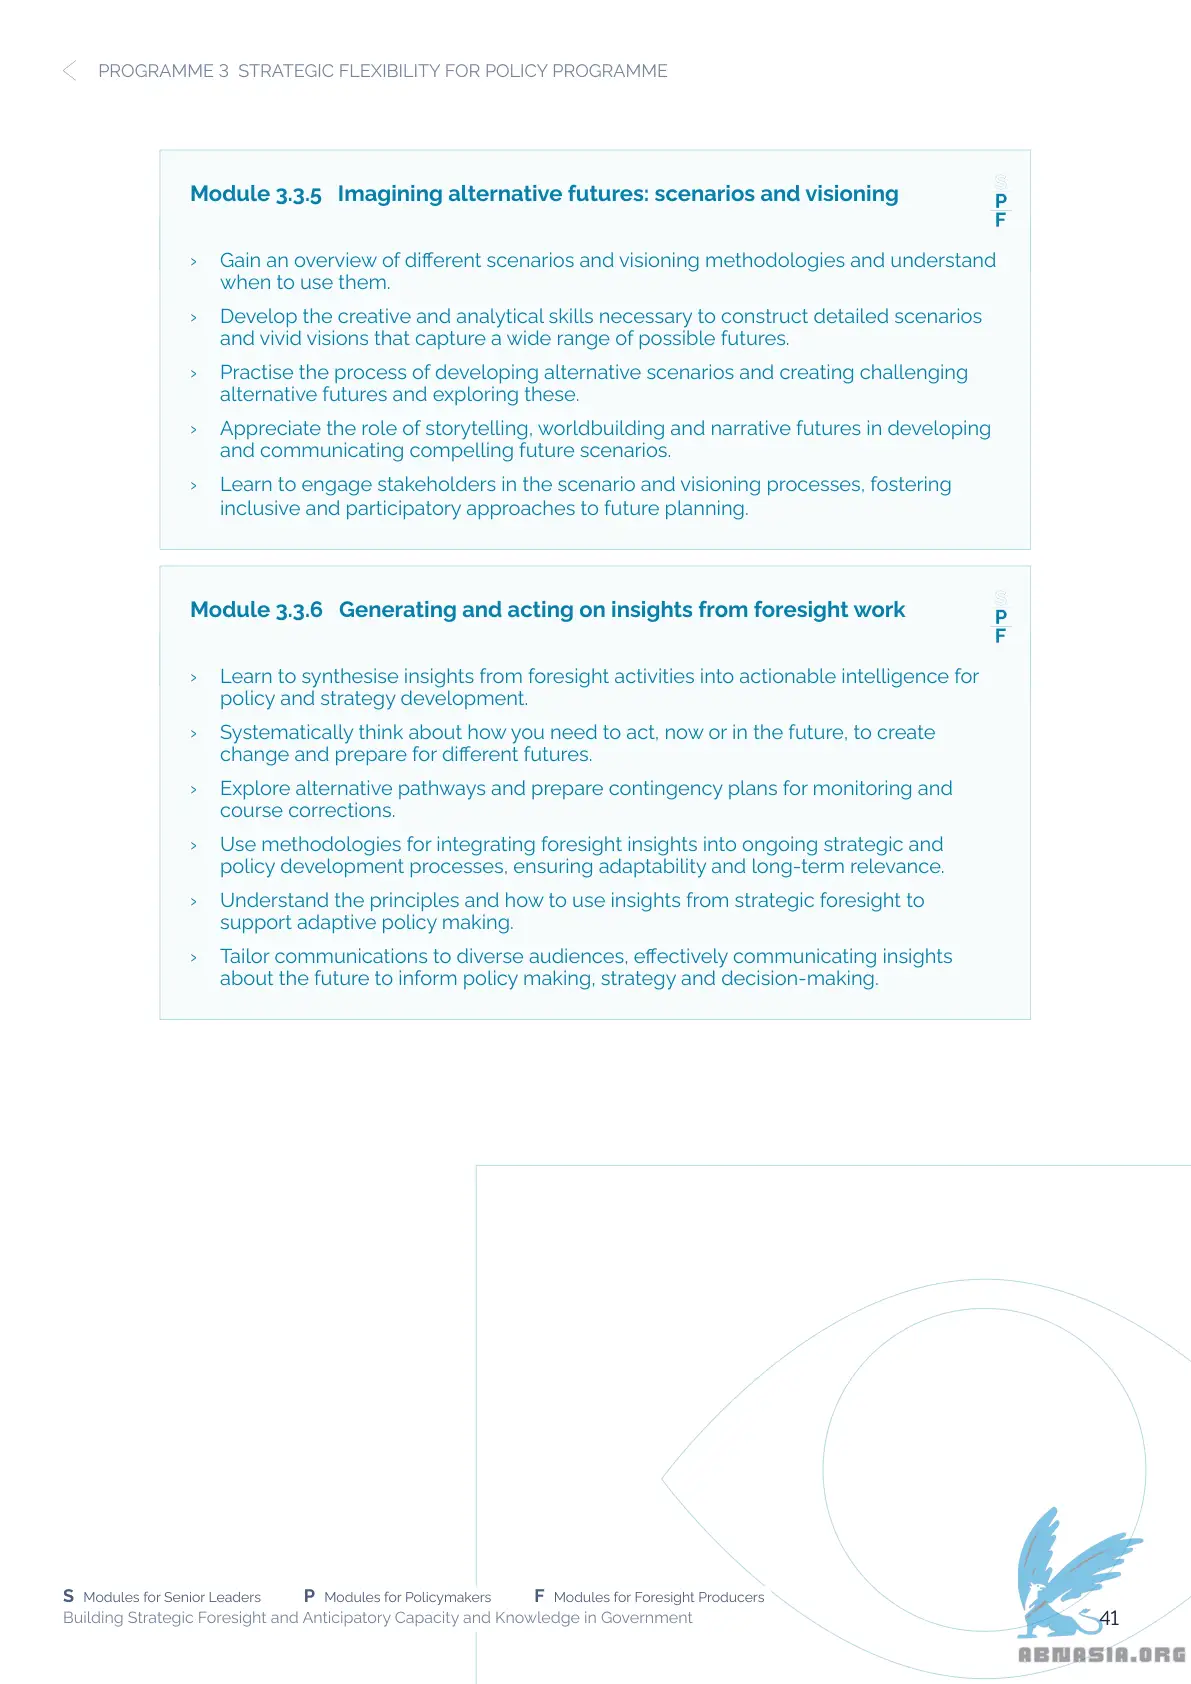 PROGRAMME 3 STRATEGIC FLEXIBILITY FOR POLICY PROGRAMME
Module 3.3.5 Imagining alternative futures: scenarios and visioning
S
P
F
› Gain an overview of different scenarios and visioning methodologies and understand
when to use them.
› Develop the creative and analytical skills necessary to construct detailed scenarios
and vivid visions that capture a wide range of possible futures.
› Practise the process of developing alternative scenarios and creating challenging
alternative futures and exploring these.
› Appreciate the role of storytelling, worldbuilding and narrative futures in developing
and communicating compelling future scenarios.
› Learn to engage stakeholders in the scenario and visioning processes, fostering
inclusive and participatory approaches to future planning.
Module 3.3.6 Generating and acting on insights from foresight work
S
P
F
› Learn to synthesise insights from foresight activities into actionable intelligence for
policy and strategy development.
› Systematically think about how you need to act, now or in the future, to create
change and prepare for different futures.
› Explore alternative pathways and prepare contingency plans for monitoring and
course corrections.
› Use methodologies for integrating foresight insights into ongoing strategic and
policy development processes, ensuring adaptability and long-term relevance.
› Understand the principles and how to use insights from strategic foresight to
support adaptive policy making.
› Tailor communications to diverse audiences, effectively communicating insights
about the future to inform policy making, strategy and decision-making.
S Modules for Senior Leaders P Modules for Policymakers F Modules for Foresight Producers
Building Strategic Foresight and Anticipatory Capacity and Knowledge in Government
41
ABNASIA.ORG